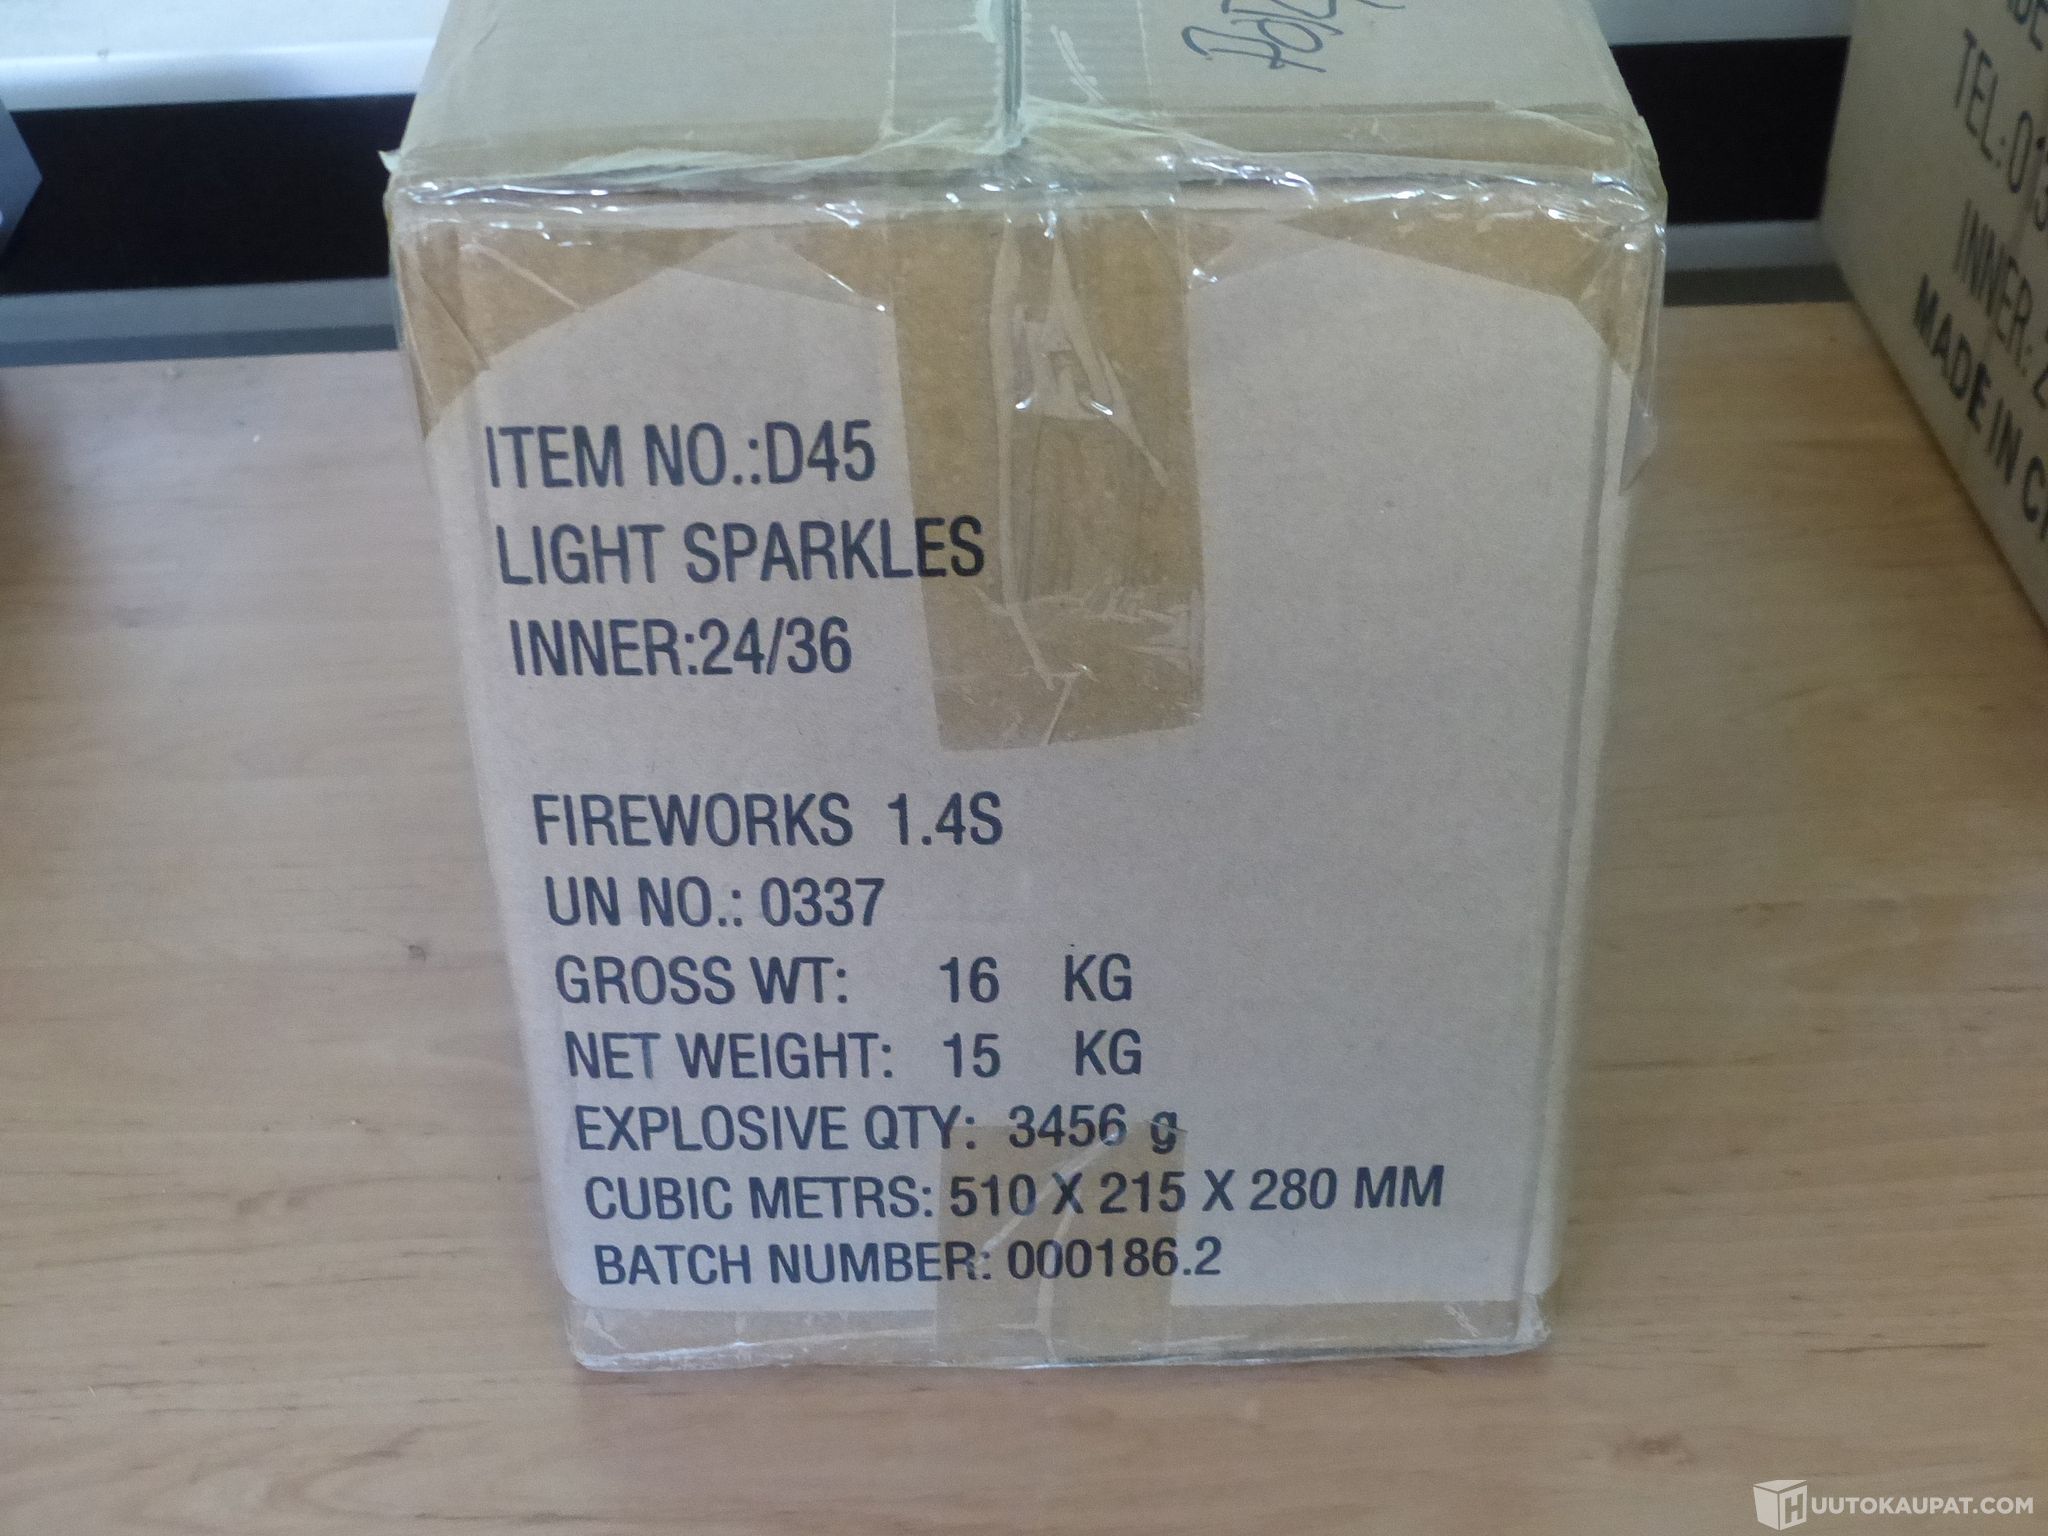 ITEM NO.:D45
LIGHT SPARKLES
INNER:24/36
FIREWORKS 1.4S
UN NO.: 0337
GROSS WT: 16 KG
NET WEIGHT: 15 KG
EXPLOSIVE QTY: 3456 g
CUBIC METRS: 510 X 215 X 280 MM
BATCH NUMBER: 000186.2
TEL:
INNER:
MADE IN
HUUTOKAUPAT.COM